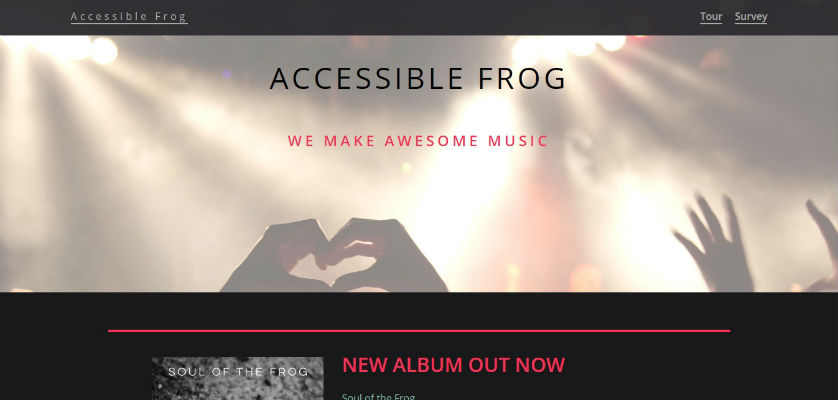 Accessible Frog
Tour Survey
ACCESSIBLE FROG
WE MAKE AWESOME MUSIC
SOUL OF THE FROG
NEW ALBUM OUT NOW
Soul of the Frog